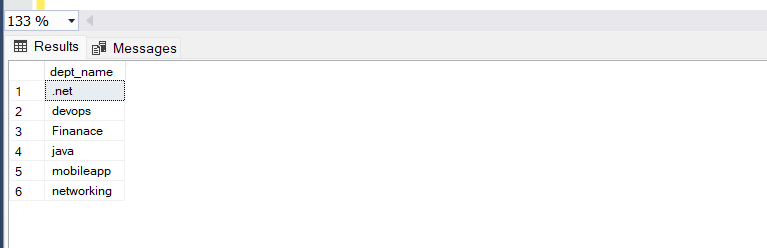 133 %
Results Messages
dept_name
1 .net
2 devops
3 Finanace
4 java
5 mobileapp
6 networking